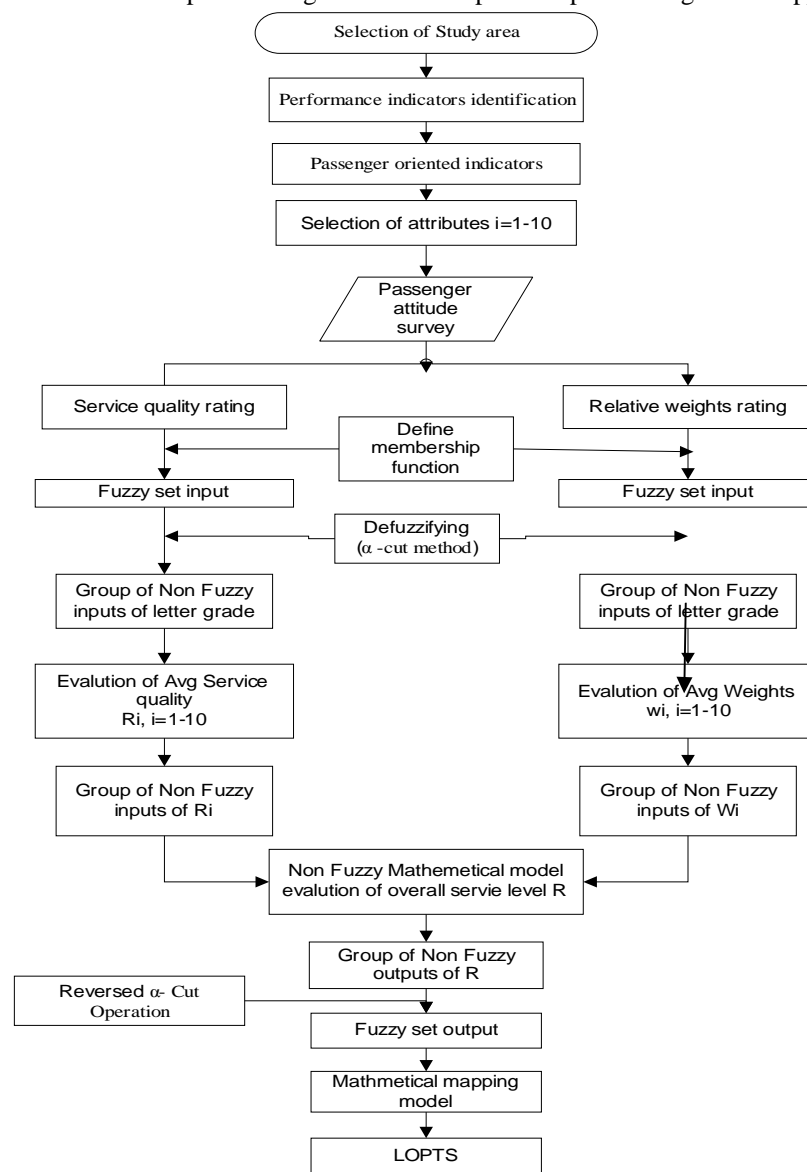 Selection of Study area
Performance indicators identification
Passenger oriented indicators
Selection of attributes i=1-10
Passenger
attitude
survey
Service quality rating
Relative weights rating
Define
membership
function
Fuzzy set input
Fuzzy set input
Defuzzifying
(α -cut method)
Group of Non Fuzzy
inputs of letter grade
Group of Non Fuzzy
inputs of letter grade
Evalution of Avg Service
quality
Ri, i=1-10
Evalution of Avg Weights
wi, i=1-10
Group of Non Fuzzy
inputs of Ri
Group of Non Fuzzy
inputs of Wi
Non Fuzzy Mathemetical model
evalution of overall servie level R
Group of Non Fuzzy
outputs of R
Reversed α- Cut
Operation
Fuzzy set output
Mathmetical mapping
model
LOPTS